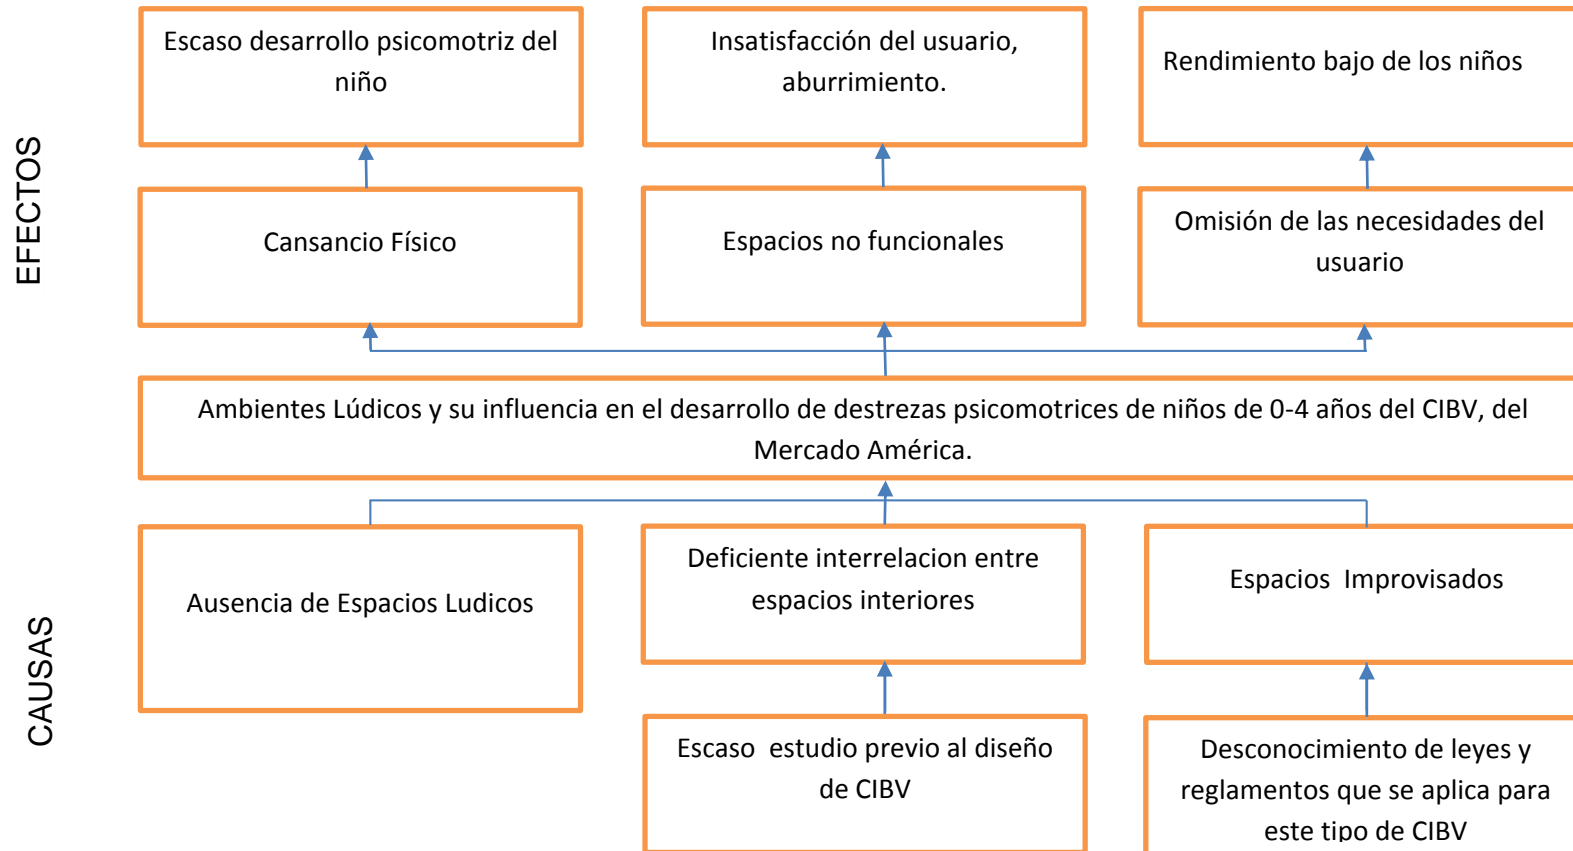 EFECTOS
Escaso desarrollo psicomotriz del
niño
Insatisfacción del usuario,
aburrimiento.
Rendimiento bajo de los niños
Cansancio Físico
Espacios no funcionales
Omisión de las necesidades del
usuario
Ambientes Lúdicos y su influencia en el desarrollo de destrezas psicomotrices de niños de 0-4 años del CIBV, del
Mercado América.
CAUSAS
Ausencia de Espacios Ludicos
Deficiente interrelacion entre
espacios interiores
Espacios  Improvisados
Escaso  estudio previo al diseño
de CIBV
Desconocimiento de leyes y
reglamentos que se aplica para
este tipo de CIBV